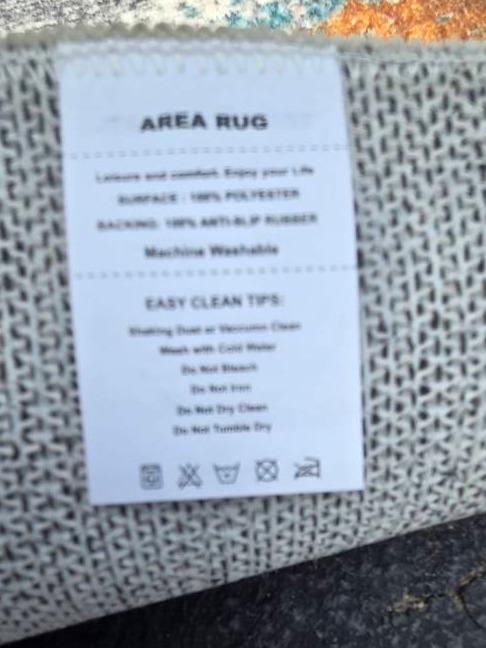 AREA RUG
Leisure and comfort. Enjoy your Life
SURFACE : 100% POLYESTER
BACKING: 100% ANTI-SLIP RUBBER
Machine Washable
EASY CLEAN TIPS:
Shaking Dust or Vaccums Clean
Wash with Cold Water
Do Not Bleach
Do Not Iron
Do Not Dry Clean
Do Not Tumble Dry